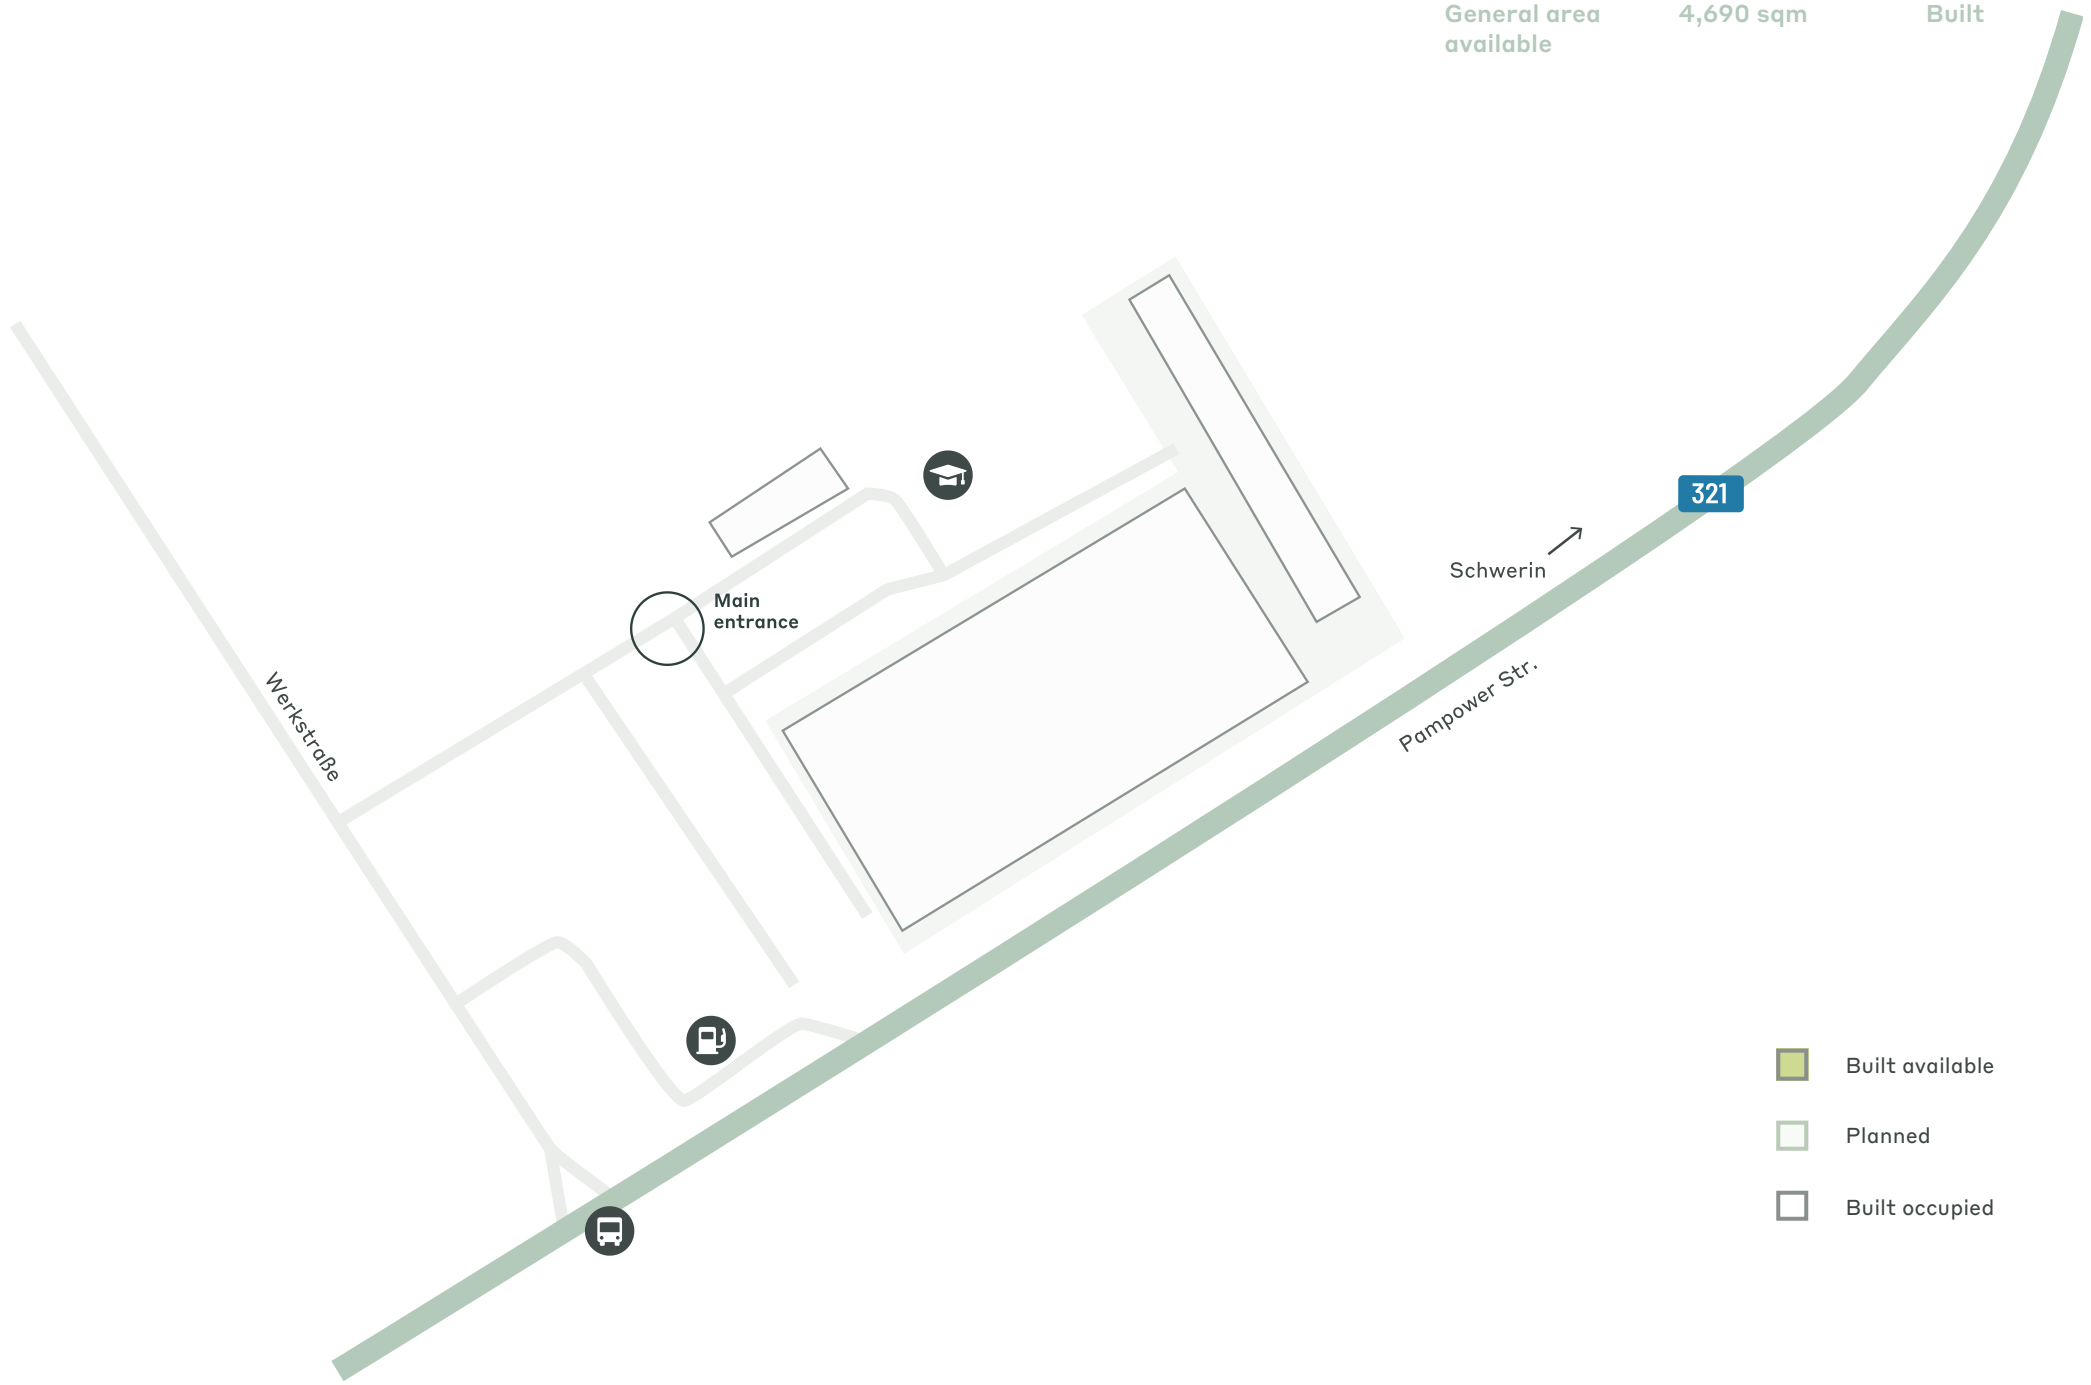 General area 4,690 sqm Built
available
321
Schwerin
Main
entrance
Pampower Str.
Werkstraße
Built available
Planned
Built occupied